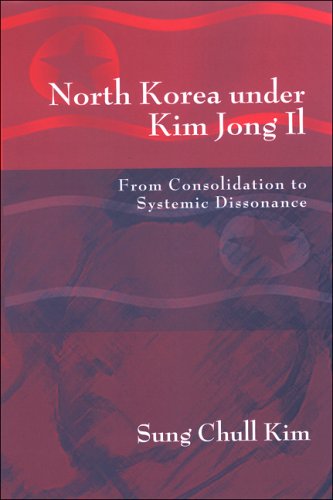 North Korea under
Kim Jong Il
From Consolidation to
Systemic Dissonance
Sung Chull Kim